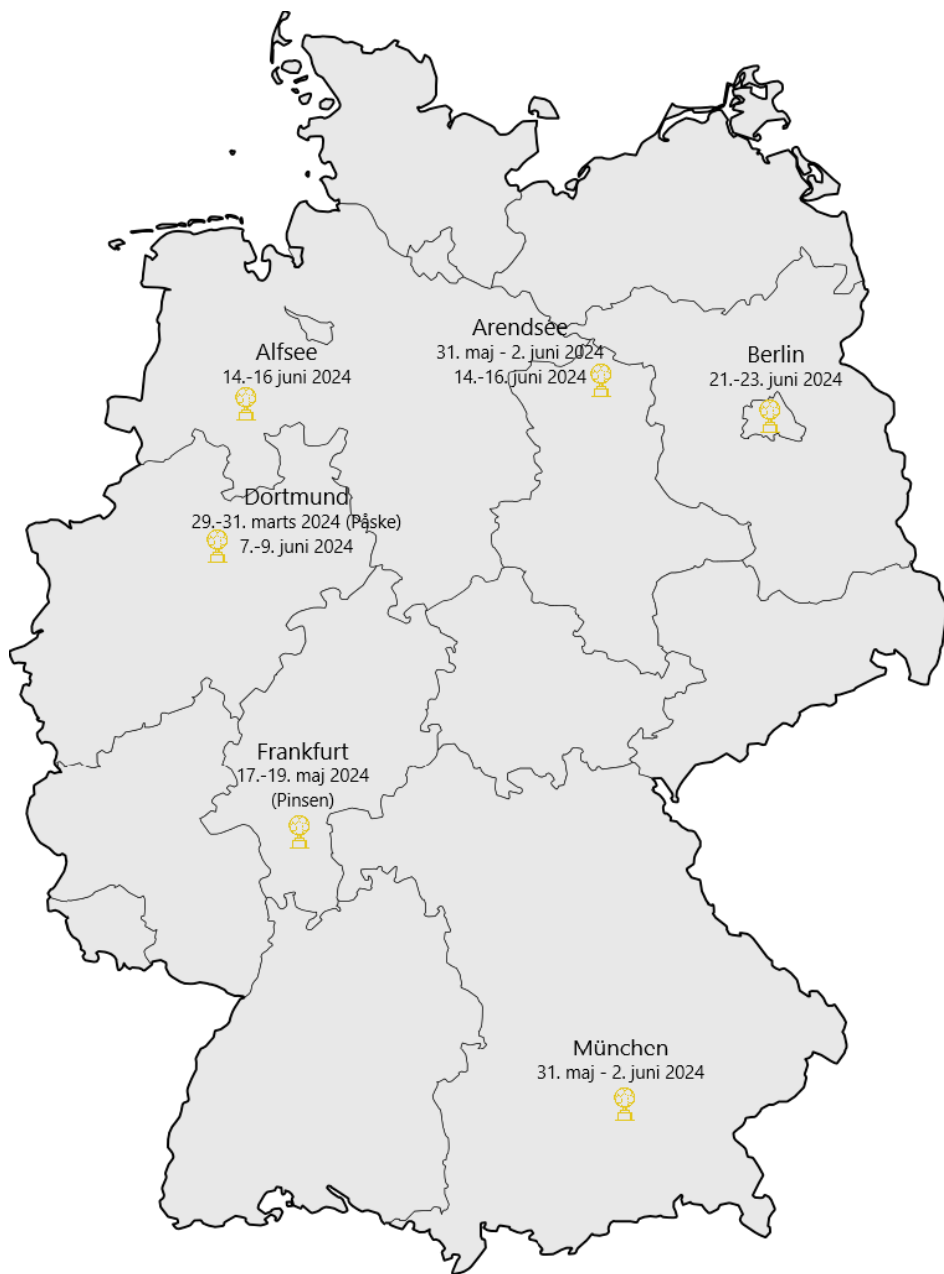 Arendsee
31. maj - 2. juni 2024
14.-16. juni 2024
Alfsee
14.-16 juni 2024
Berlin
21.-23. juni 2024
Dortmund
29.-31. marts 2024 (Påske)
7.-9. juni 2024
Frankfurt
17.-19. maj 2024
(Pinsen)
München
31. maj - 2. juni 2024